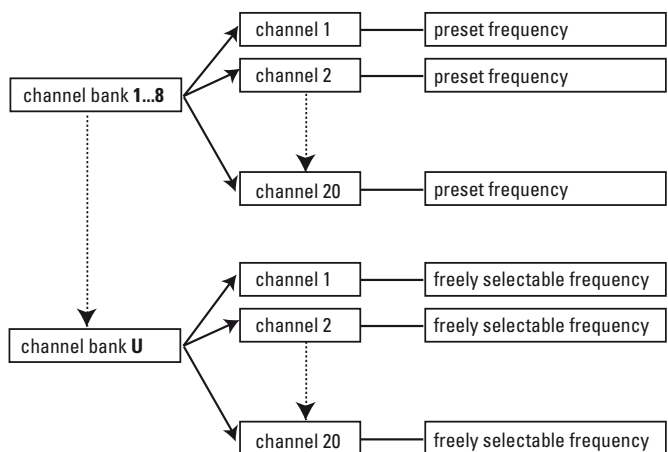 channel 1 preset frequency
channel 2 preset frequency
channel bank 1...8
channel 20 preset frequency
channel 1 freely selectable frequency
channel 2 freely selectable frequency
channel bank U
channel 20 freely selectable frequency